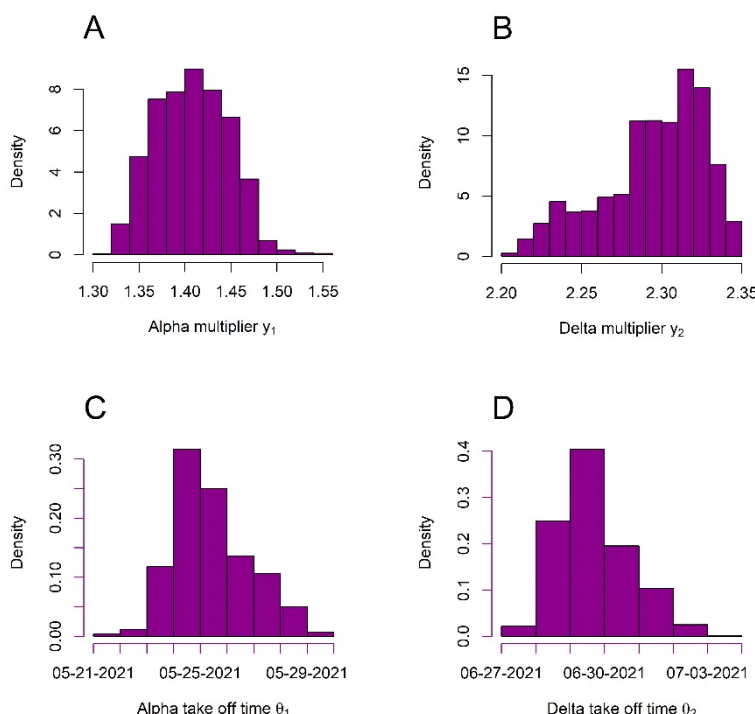 A
B
Density
0
2
4
6
8
1.30
1.35
1.40
1.45
1.50
1.55
Alpha multiplier y₁
Density
0
5
10
15
2.20
2.25
2.30
2.35
Delta multiplier y₂
C
D
Density
0.00
0.10
0.20
0.30
05-21-2021
05-25-2021
05-29-2021
Alpha take off time θ₁
Density
0.0
0.1
0.2
0.3
0.4
06-27-2021
06-30-2021
07-03-2021
Delta take off time θ₂